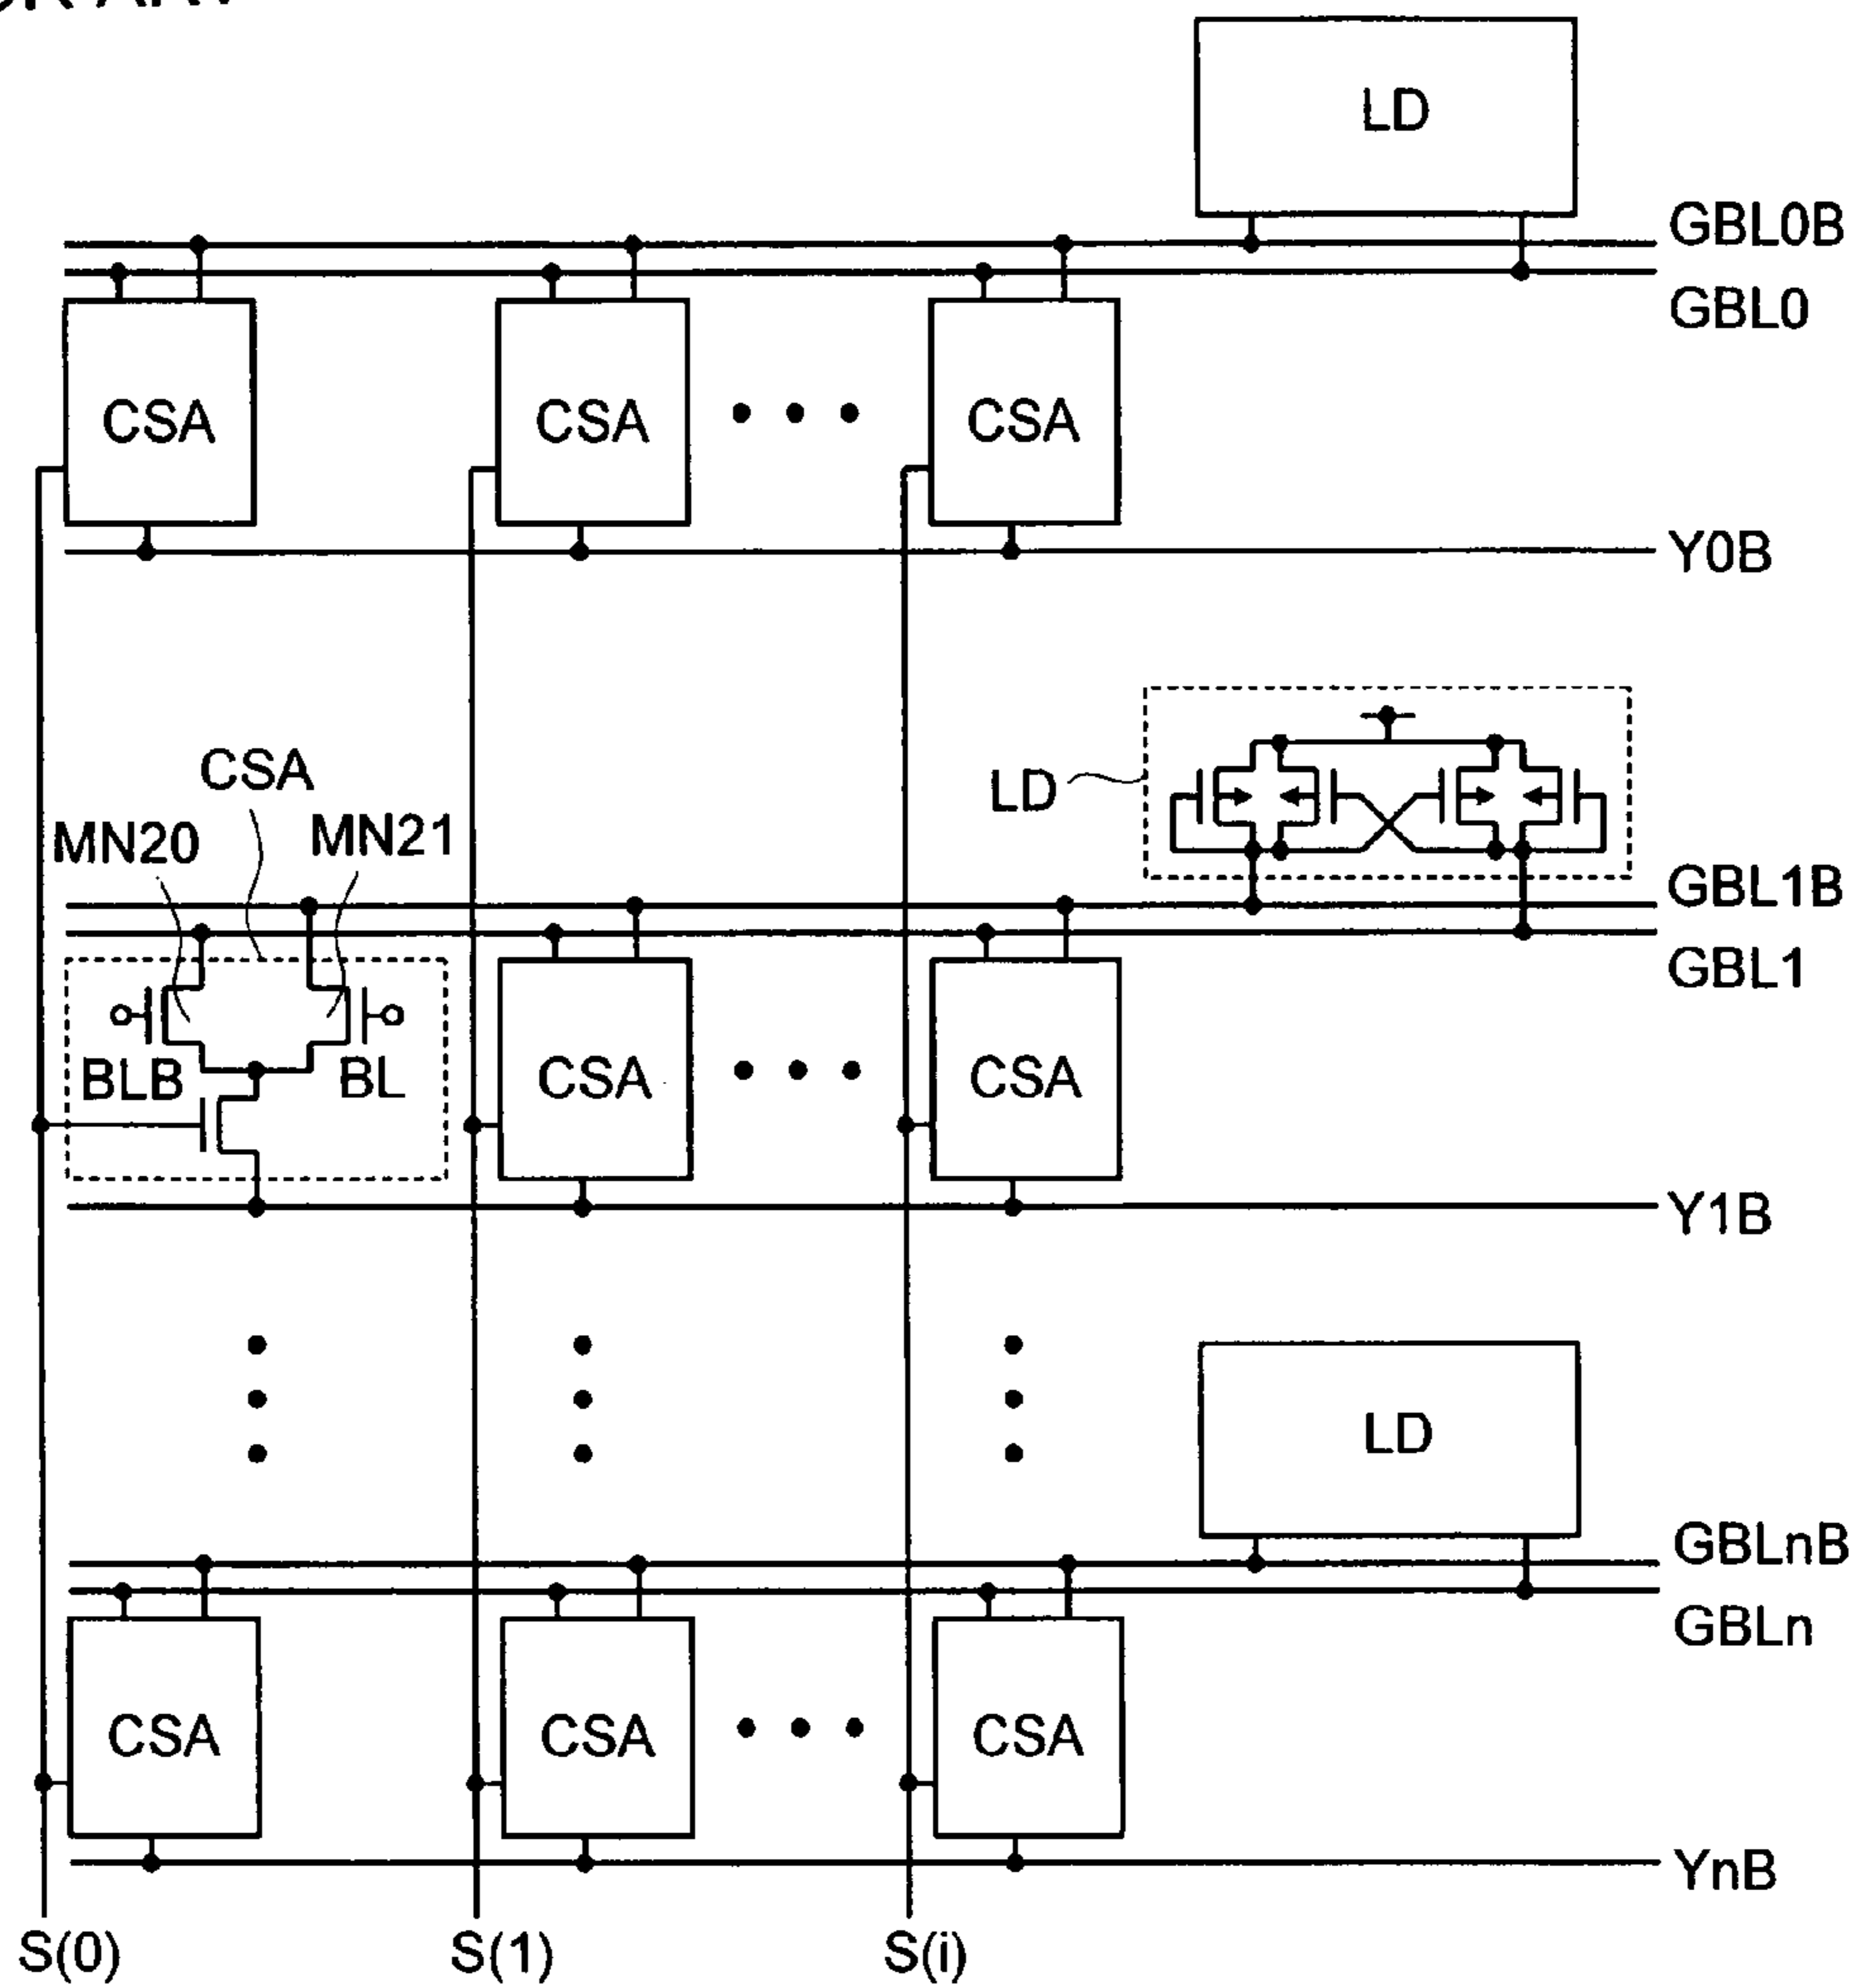 LD
GBL0B
GBL0
CSA CSA CSA
Y0B
CSA
LD
MN20 MN21
GBL1B
GBL1
BLB BL CSA CSA
Y1B
LD
GBLnB
GBLn
CSA CSA CSA
YnB
S(0) S(1) S(i)